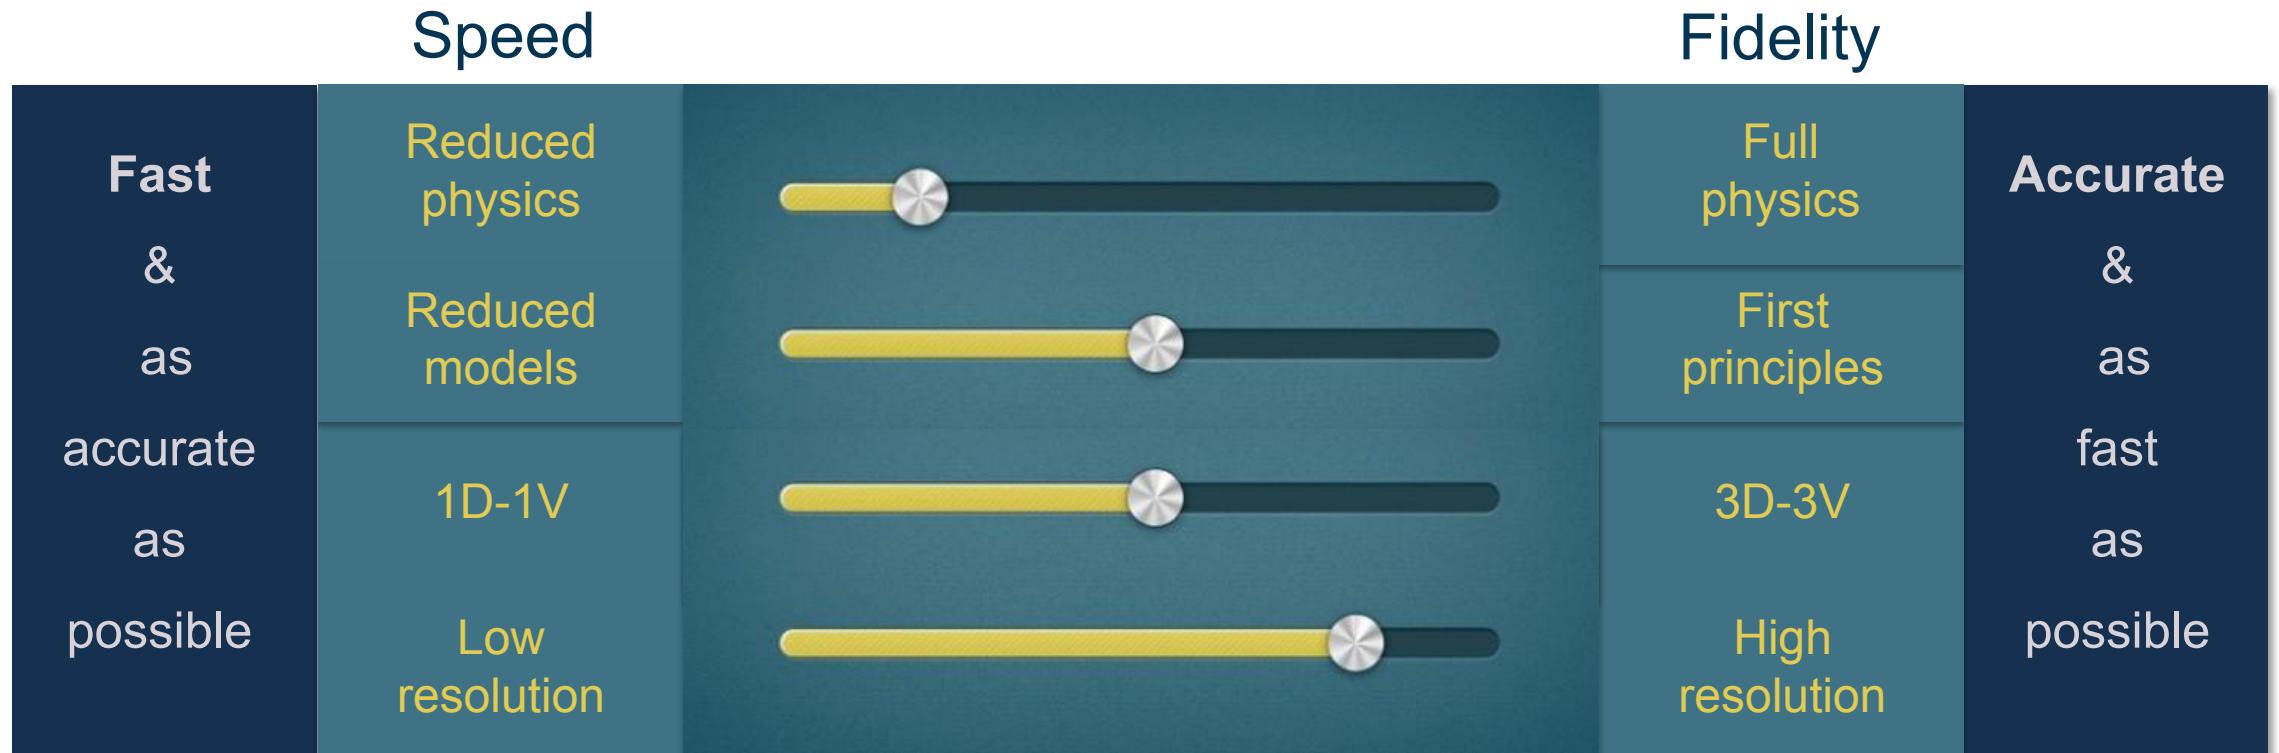 Speed
Fidelity
Fast
&
as
accurate
as
possible
Reduced
physics
Reduced
models
1D-1V
Low
resolution
Full
physics
First
principles
3D-3V
High
resolution
Accurate
&
as
fast
as
possible